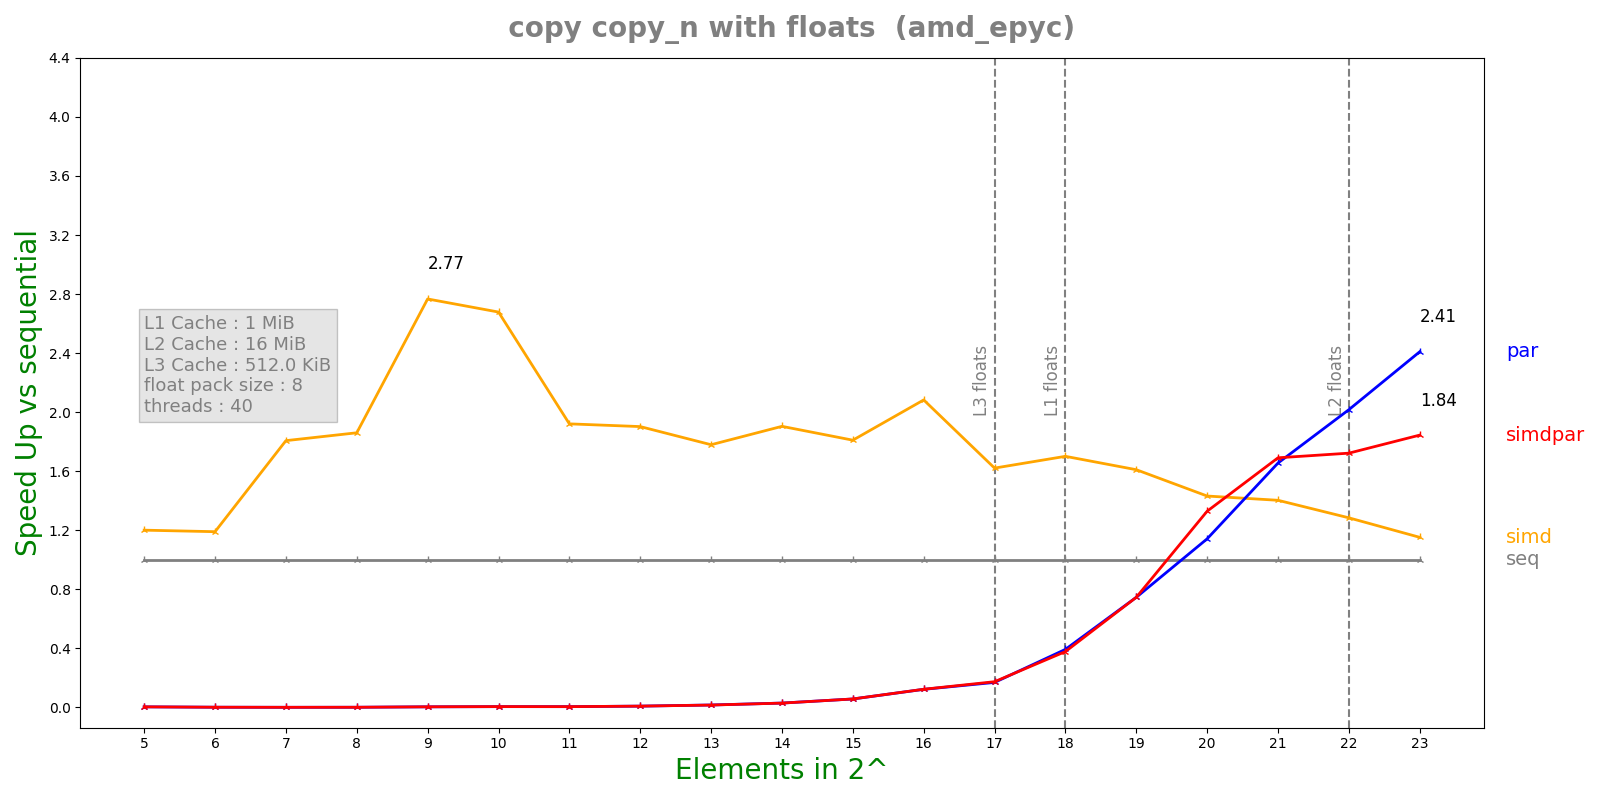 copy copy_n with floats  (amd_epyc)
Speed Up vs sequential
4.4
4.0
3.6
3.2
2.8
2.4
2.0
1.6
1.2
0.8
0.4
0.0
2.77
L1 Cache : 1 MiB
L2 Cache : 16 MiB
L3 Cache : 512.0 KiB
float pack size : 8
threads : 40
L3 floats
L1 floats
L2 floats
2.41
1.84
par
simdpar
simd
seq
5 6 7 8 9 10 11 12 13 14 15 16 17 18 19 20 21 22 23
Elements in 2^